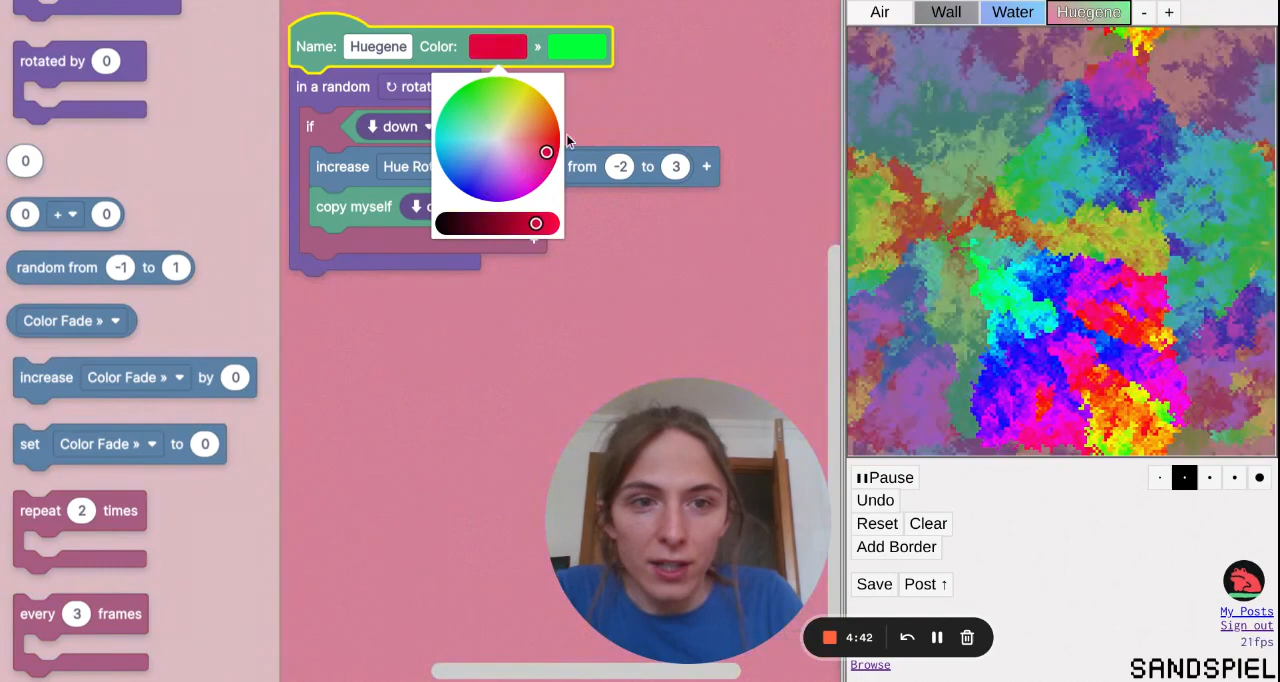 rotated by 0
0
0 + 0
random from -1 to 1
Color Fade »
increase Color Fade » by 0
set Color Fade » to 0
repeat 2 times
every 3 frames
Name: Huegene Color: »
in a random ↻ rotat
if ⬇ down
increase Hue Rot from -2 to 3 +
copy myself ⬇
+
4:42
Air Wall Water Huegene - +
Pause
Undo
Reset Clear
Add Border
Save Post ↑
My Posts
Sign out
21fps
Browse
SANDSPIEL